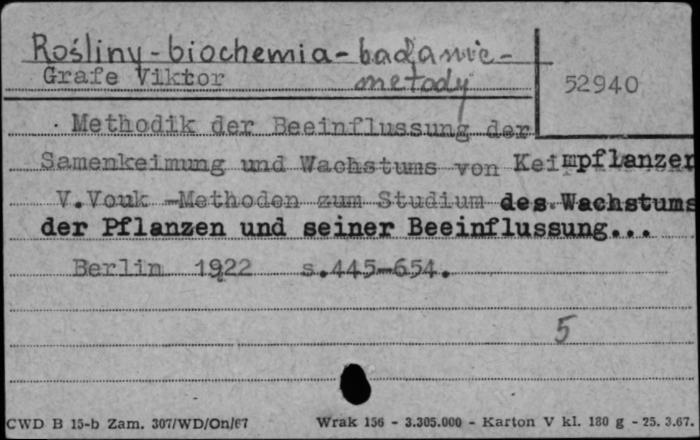 Rośliny - biochemia - badanie -
Grafe Viktor metody
52940
. Methodik der Beeinflussung der
Samenkeimung und Wachstums von Keimpflanzen
V.Vouk -Methoden zum Studium des Wachstums
der Pflanzen und seiner Beeinflussung...
Berlin 1922 s.445-654.
5
CWD B 15-b Zam. 307/WD/On/67 Wrak 156 - 3.305.000 - Karton V kl. 180 g - 25. 3.67.